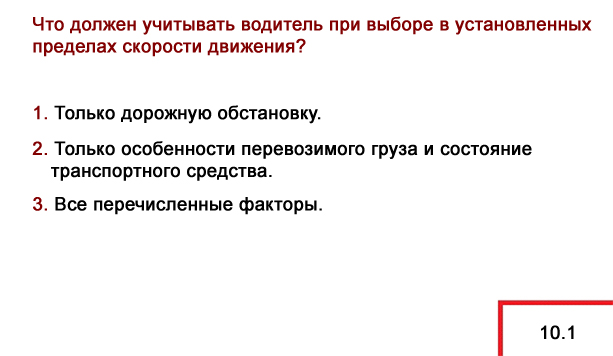 Что должен учитывать водитель при выборе в установленных
пределах скорости движения?
1. Только дорожную обстановку.
2. Только особенности перевозимого груза и состояние
транспортного средства.
3. Все перечисленные факторы.
10.1